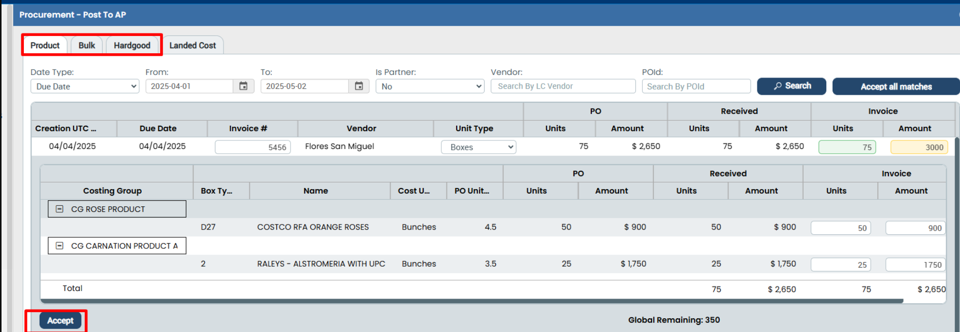 Procurement - Post To AP
Product Bulk Hardgood Landed Cost
Date Type: From: To: Is Partner: Vendor: POId:
Due Date 2025-04-01 2025-05-02 No Search By LC Vendor Search By POId Search Accept all matches
PO Received Invoice
Creation UTC ... Due Date Invoice # Vendor Unit Type Units Amount Units Amount Units Amount
04/04/2025 04/04/2025 5456 Flores San Miguel Boxes 75 $ 2,650 75 $ 2,650 75 3000
PO Received Invoice
Costing Group Box Ty... Name Cost U... PO Unit... Units Amount Units Amount Units Amount
CG ROSE PRODUCT
D27 COSTCO RFA ORANGE ROSES Bunches 4.5 50 $ 900 50 $ 900 50 900
CG CARNATION PRODUCT A
2 RALEYS - ALSTROMERIA WITH UPC Bunches 3.5 25 $ 1,750 25 $ 1,750 25 1750
Total 75 $ 2,650 75 $ 2,650 75 $ 2,650
Accept Global Remaining: 350